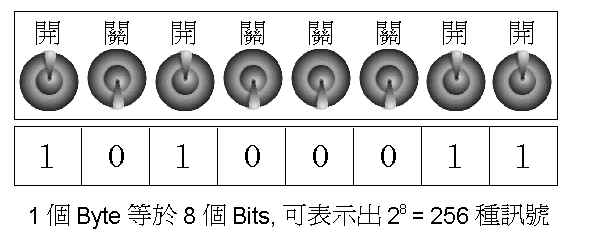 開 關 開 關 關 關 開 開
1 0 1 0 0 0 1 1
1 個 Byte 等於 8 個 Bits, 可表示出 2⁸ = 256 種訊號